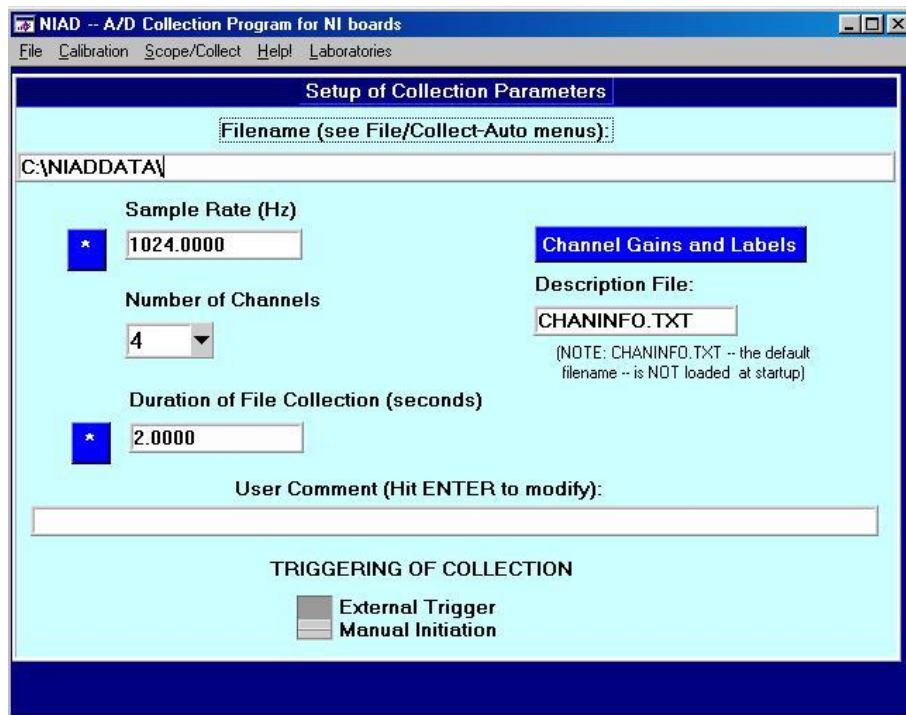 NIAD -- A/D Collection Program for NI boards
File Calibration Scope/Collect Help! Laboratories
Setup of Collection Parameters
Filename (see File/Collect-Auto menus):
C:\NIADDATA\
Sample Rate (Hz)
* 1024.0000
Number of Channels
4
Duration of File Collection (seconds)
* 2.0000
Channel Gains and Labels
Description File:
CHANINFO.TXT
(NOTE: CHANINFO.TXT -- the default
filename -- is NOT loaded at startup)
User Comment (Hit ENTER to modify):
TRIGGERING OF COLLECTION
External Trigger
Manual Initiation